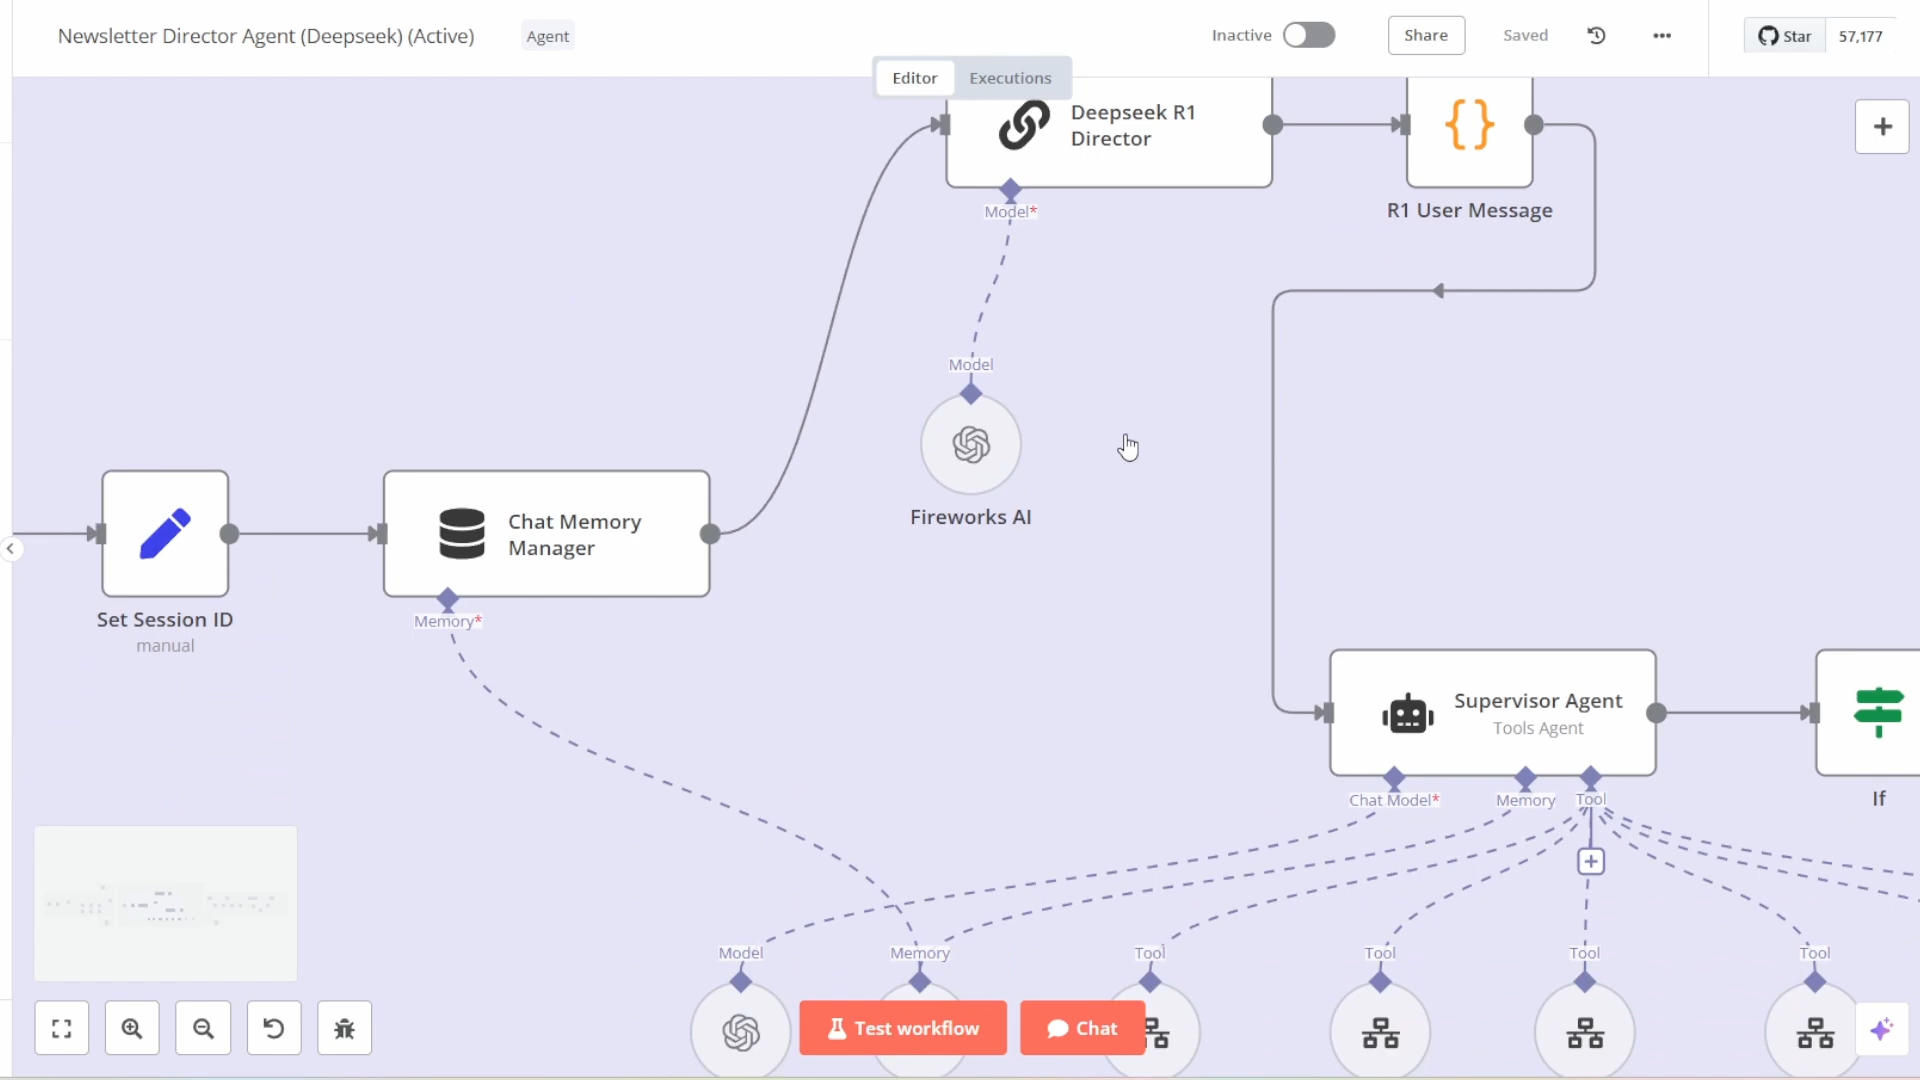 Newsletter Director Agent (Deepseek) (Active)
Agent
Inactive
Share
Saved
Star
57,177
Editor
Executions
Deepseek R1
Director
Model*
R1 User Message
Model
Fireworks AI
Chat Memory
Manager
Memory*
Set Session ID
manual
Supervisor Agent
Tools Agent
Chat Model*
Memory
Tool
If
Model
Memory
Tool
Tool
Tool
Tool
Test workflow
Chat